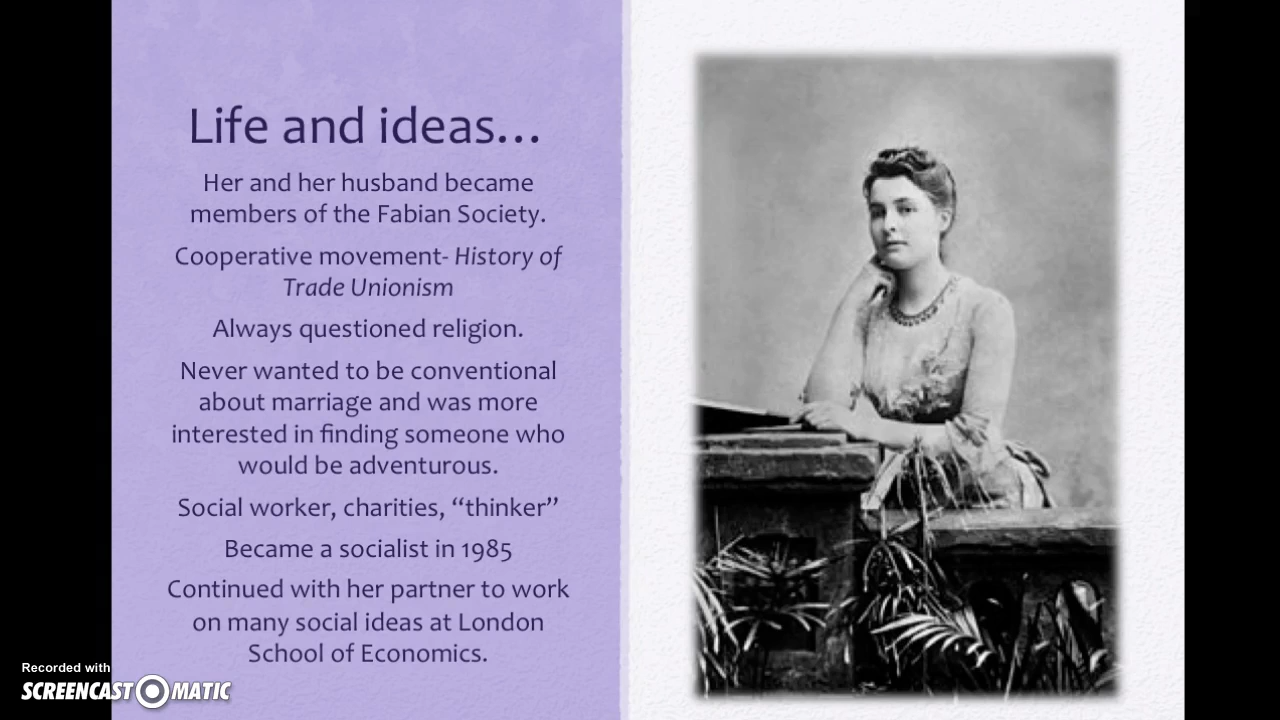 Life and ideas...
Her and her husband became
members of the Fabian Society.
Cooperative movement- History of
Trade Unionism
Always questioned religion.
Never wanted to be conventional
about marriage and was more
interested in finding someone who
would be adventurous.
Social worker, charities, “thinker”
Became a socialist in 1985
Continued with her partner to work
on many social ideas at London
School of Economics.
Recorded with
SCREENCAST O MATIC